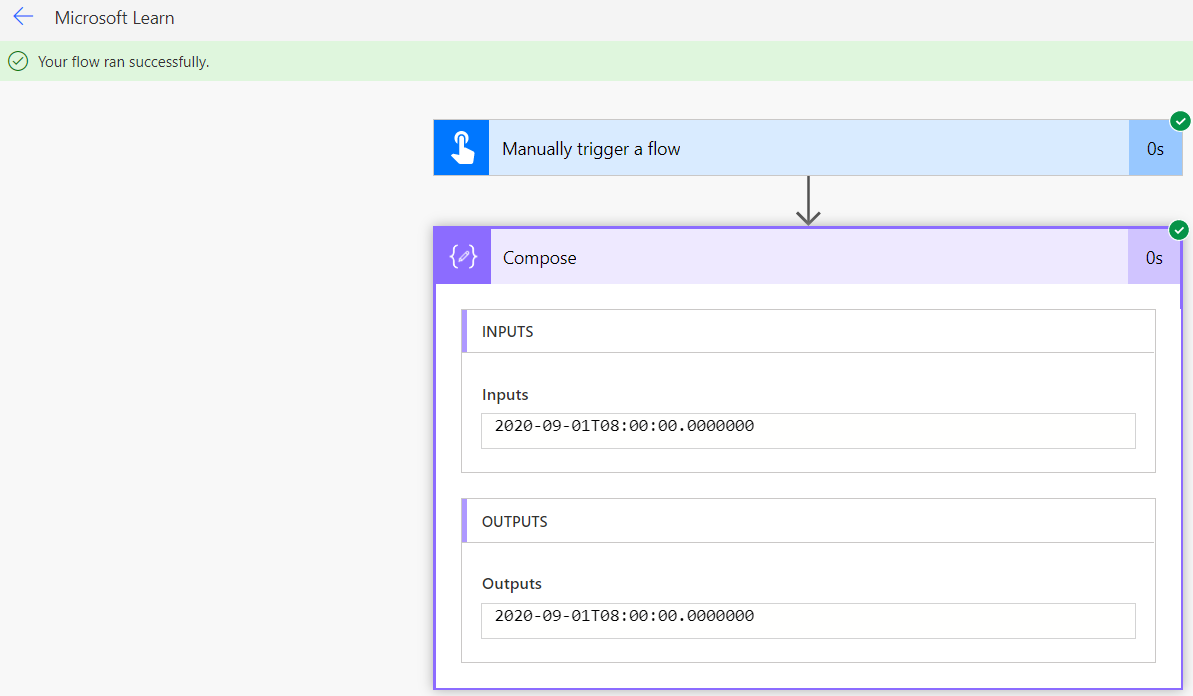 Microsoft Learn
Your flow ran successfully.
Manually trigger a flow
0s
Compose
0s
INPUTS
Inputs
2020-09-01T08:00:00.0000000
OUTPUTS
Outputs
2020-09-01T08:00:00.0000000